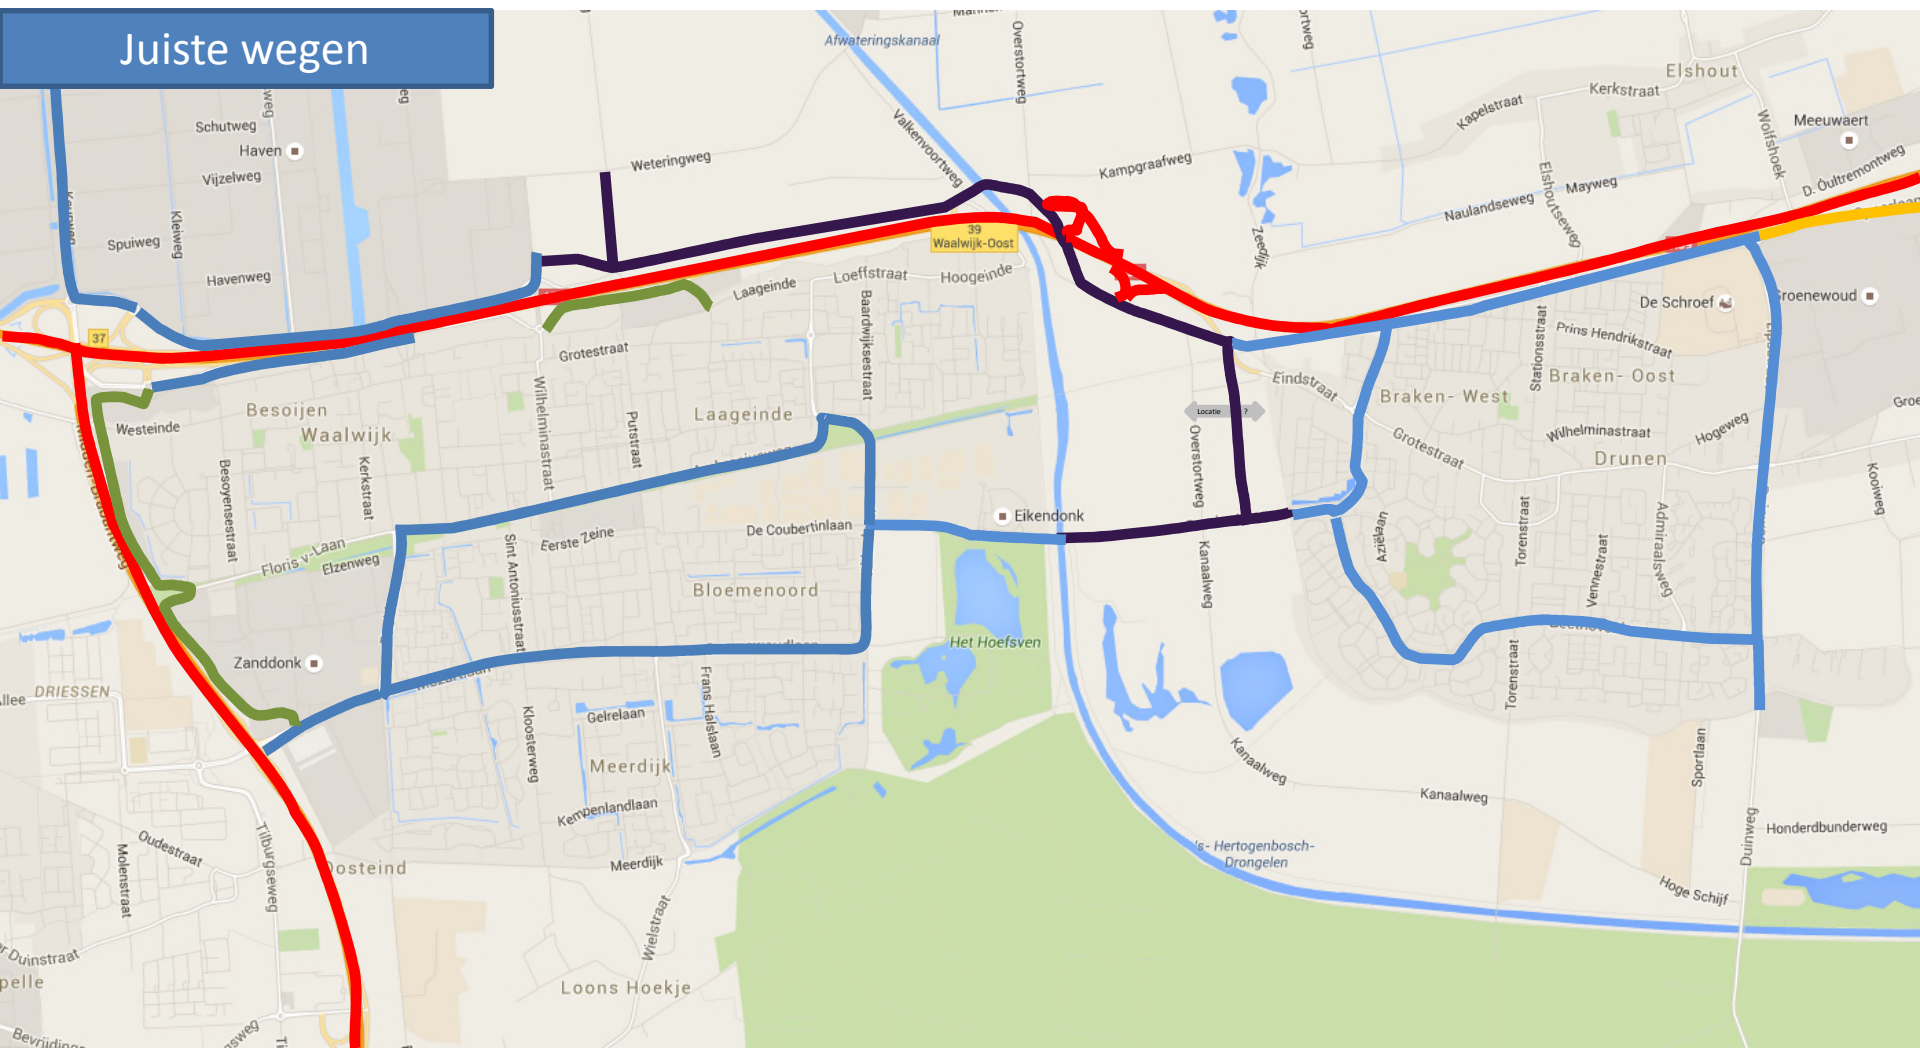 Juiste wegen
Afwateringskanaal
Overstortweg
Elshout
Kerkstraat
Kapelstraat
Wolfshoek
Meeuwaert
Schutweg
Haven
Vijzelweg
Weteringweg
Valkenvoortweg
Kampgraafweg
Elshoutseweg
Mayweg
D. Oultremontweg
Naulandseweg
Kleiweg
Spuiweg
Havenweg
39
Waalwijk-Oost
Zeedijk
Laageinde
Loeffstraat
Hoogeinde
De Schroef
Groenewoud
37
Grotestraat
Baardwijksestraat
Stationsstraat
Prins Hendrikstraat
Eindstraat
Braken- West
Braken- Oost
Besoijen
Waalwijk
Westeinde
Wilhelminastraat
Putstraat
Laageinde
Locatie ?
Overstortweg
Grotestraat
Wilhelminastraat
Hogeweg
Drunen
Kooiweg
Besoyensestraat
Kerkstraat
Eikendonk
De Coubertinlaan
Eerste Zeine
Floris v-Laan
Elzenweg
Sint Antoniusstraat
Bloemenoord
Kanaalweg
Aziëlaan
Torenstraat
Vennestraat
Admiraalsweg
Het Hoefsven
Zanddonk
DRIESSEN
Frans Halslaan
Gelrelaan
Kloosterweg
Meerdijk
Torenstraat
Sportlaan
Kanaalweg
Kanaalweg
Kempenlandlaan
Oudestraat
Molenstraat
Tilburgseweg
Oosteind
Meerdijk
's- Hertogenbosch-
Drongelen
Duinweg
Honderdbunderweg
Hoge Schijf
Wielstraat
Duinstraat
Loons Hoekje